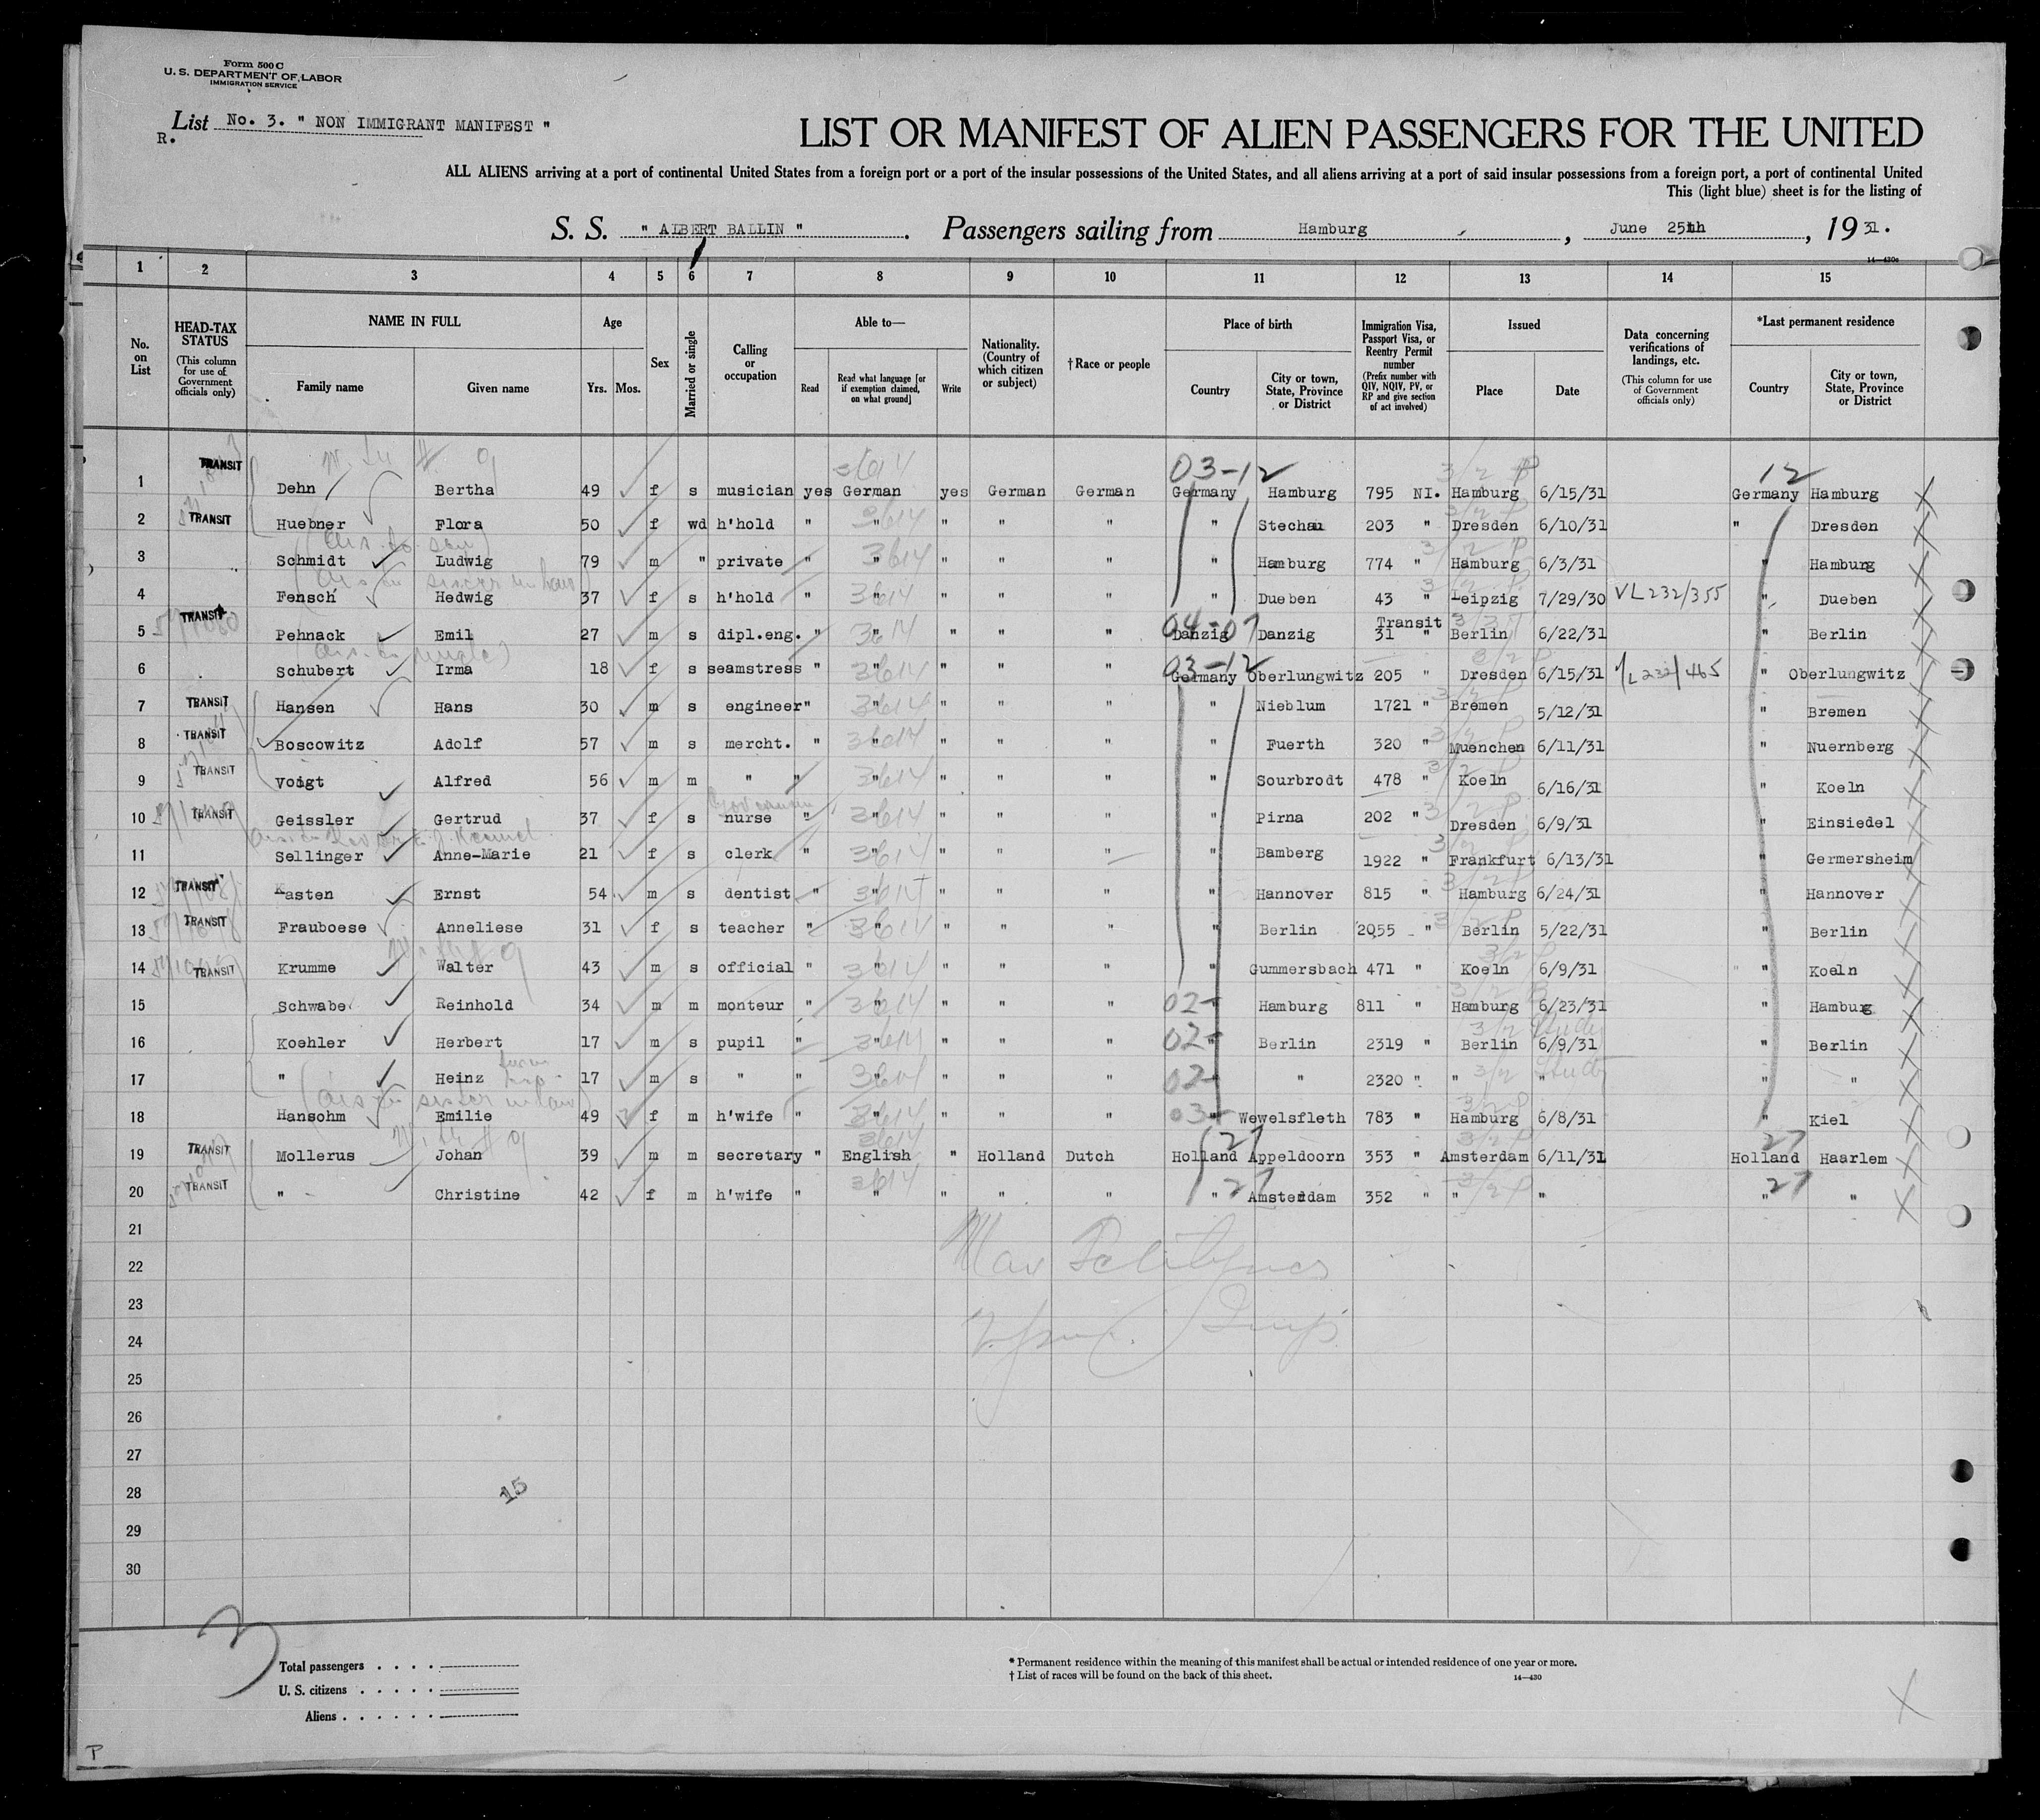 Form 500 C
U. S. DEPARTMENT OF LABOR
IMMIGRATION SERVICE
List No. 3. " NON IMMIGRANT MANIFEST "
R.
LIST OR MANIFEST OF ALIEN PASSENGERS FOR THE UNITED
ALL ALIENS arriving at a port of continental United States from a foreign port or a port of the insular possessions of the United States, and all aliens arriving at a port of said insular possessions from a foreign port, a port of continental United
This (light blue) sheet is for the listing of
S. S. " ALBERT BALLIN ". Passengers sailing from Hamburg, June 25th, 1931.
14—430a
1 2 3 4 5 6 7 8 9 10 11 12 13 14 15
No. on List
HEAD-TAX STATUS (This column for use of Government officials only)
NAME IN FULL Family name Given name
Age Yrs. Mos.
Sex
Married or single
Calling or occupation
Able to— Read Read what language [or if exemption claimed, on what ground] Write
Nationality. (Country of which citizen or subject)
†Race or people
Place of birth Country City or town, State, Province or District
Immigration Visa, Passport Visa, or Reentry Permit number (Prefix number with QIV, NQIV, PV, or RP and give section of act involved)
Issued Place Date
Data concerning verifications of landings, etc. (This column for use of Government officials only)
*Last permanent residence Country City or town, State, Province or District
03-12 12
1 TRANSIT Dehn Bertha 49 f s musician yes German yes German German Germany Hamburg 795 NI. Hamburg 6/15/31 Germany Hamburg
2 TRANSIT Huebner Flora 50 f wd h'hold " " " " " " Stechau 203 " Dresden 6/10/31 " Dresden
3 Schmidt Ludwig 79 m " private " " " " " " Hamburg 774 " Hamburg 6/3/31 " Hamburg
4 Fensch Hedwig 37 f s h'hold " " " " " " Dueben 43 " Leipzig 7/29/30 VL 232/355 " Dueben
5 TRANSIT Pehnack Emil 27 m s dipl.eng. " " " " " 04-07 Danzig Danzig Transit 31 " Berlin 6/22/31 " Berlin
6 Schubert Irma 18 f s seamstress " " " " " 03-12 Germany Oberlungwitz 205 " Dresden 6/15/31 VL 232/465 " Oberlungwitz
7 TRANSIT Hansen Hans 30 m s engineer " " " " " " Nieblum 1721 " Bremen 5/12/31 " Bremen
8 TRANSIT Boscowitz Adolf 57 m s mercht. " " " " " " Fuerth 320 " Muenchen 6/11/31 " Nuernberg
9 TRANSIT Voigt Alfred 56 m m " " " " " " " Sourbrodt 478 " Koeln 6/16/31 " Koeln
10 TRANSIT Geissler Gertrud 37 f s nurse " " " " " " Pirna 202 " Dresden 6/9/31 " Einsiedel
11 Sellinger Anne-Marie 21 f s clerk " " " " " " Bamberg 1922 " Frankfurt 6/13/31 " Germersheim
12 TRANSIT Kasten Ernst 54 m s dentist " " " " " " Hannover 815 " Hamburg 6/24/31 " Hannover
13 TRANSIT Frauboese Anneliese 31 f s teacher " " " " " " Berlin 2055 " Berlin 5/22/31 " Berlin
14 TRANSIT Krumme Walter 43 m s official " " " " " " Gummersbach 471 " Koeln 6/9/31 " Koeln
15 Schwabe Reinhold 34 m m monteur " " " " " 02- " Hamburg 811 " Hamburg 6/23/31 " Hamburg
16 Koehler Herbert 17 m s pupil " " " " " 02- " Berlin 2319 " Berlin 6/9/31 " Berlin
17 " Heinz 17 m s " " " " " " 02- " " 2320 " " " " "
18 Hansohm Emilie 49 f m h'wife " " " " " 03- " Wewelsfleth 783 " Hamburg 6/8/31 " Kiel
19 TRANSIT Mollerus Johan 39 m m secretary " English " Holland Dutch Holland 27 Appeldoorn 353 " Amsterdam 6/11/31 27 Holland Haarlem
20 TRANSIT " Christine 42 f m h'wife " " " " " " 27 Amsterdam 352 " " " 27 " "
21
22
23
24
25
26
27
28
29
30
15
3
Total passengers
U. S. citizens
Aliens
* Permanent residence within the meaning of this manifest shall be actual or intended residence of one year or more.
† List of races will be found on the back of this sheet.
14—430
P